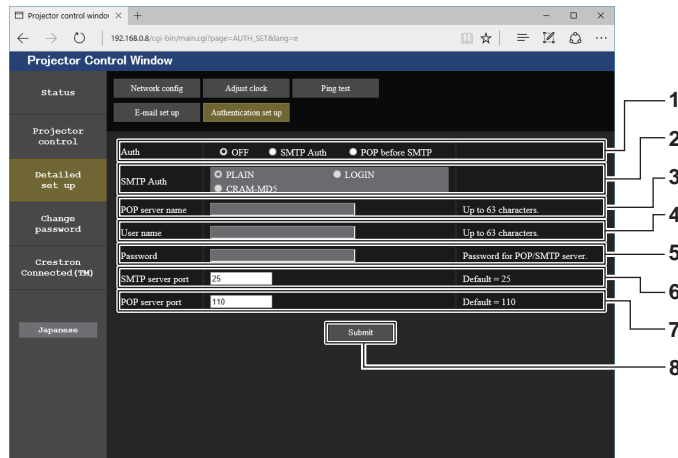 Projector control windov
192.168.0.8/cgi-bin/main.cgi?page=AUTH_SET&lang=e
Projector Control Window
Status
Projector control
Detailed set up
Change password
Crestron Connected(TM)
Japanese
Network config Adjust clock Ping test
E-mail set up Authentication set up
Auth OFF SMTP Auth POP before SMTP
SMTP Auth PLAIN LOGIN
CRAM-MD5
POP server name Up to 63 characters.
User name Up to 63 characters.
Password Password for POP/SMTP server.
SMTP server port 25 Default = 25
POP server port 110 Default = 110
Submit
1
2
3
4
5
6
7
8